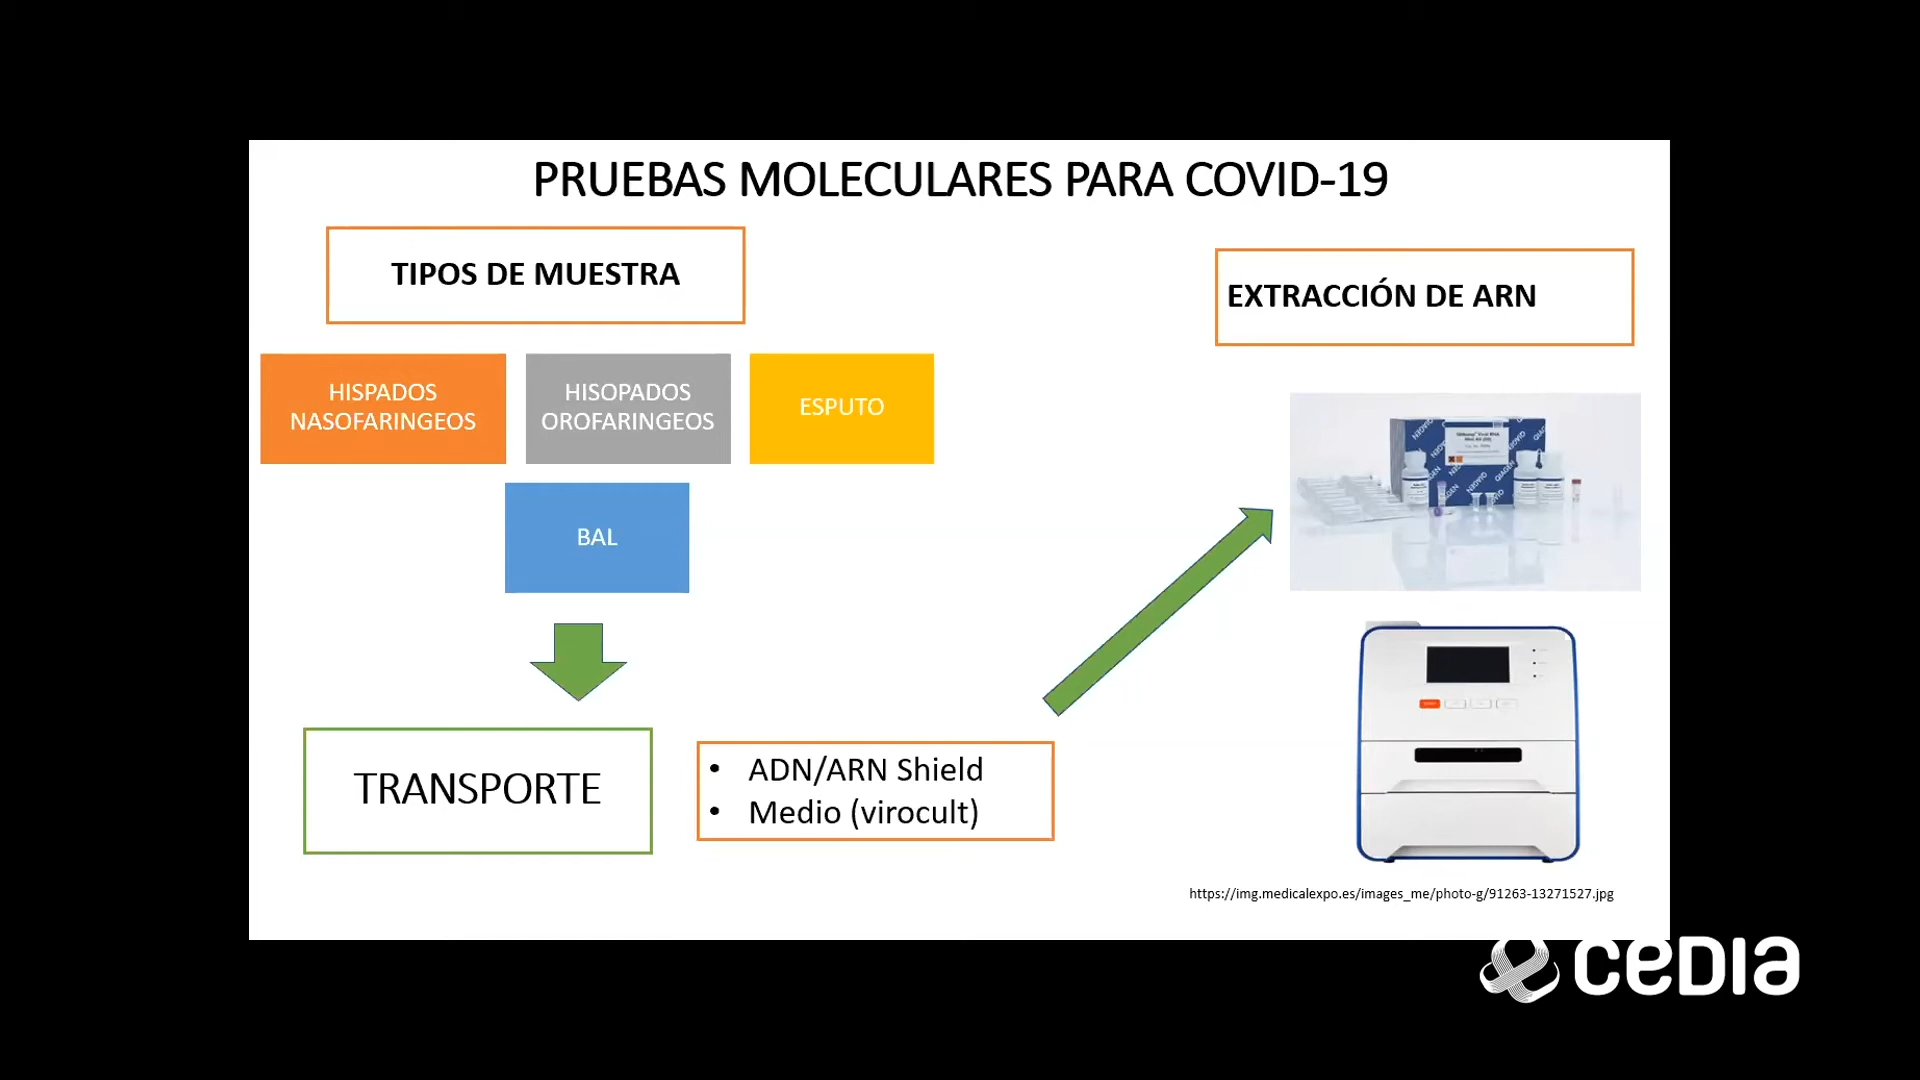 PRUEBAS MOLECULARES PARA COVID-19
TIPOS DE MUESTRA
HISPADOS
NASOFARINGEOS
HISOPADOS
OROFARINGEOS
ESPUTO
BAL
TRANSPORTE
• ADN/ARN Shield
• Medio (virocult)
EXTRACCIÓN DE ARN
QIAGEN
https://img.medicalexpo.es/images_me/photo-g/91263-13271527.jpg
CEDIA